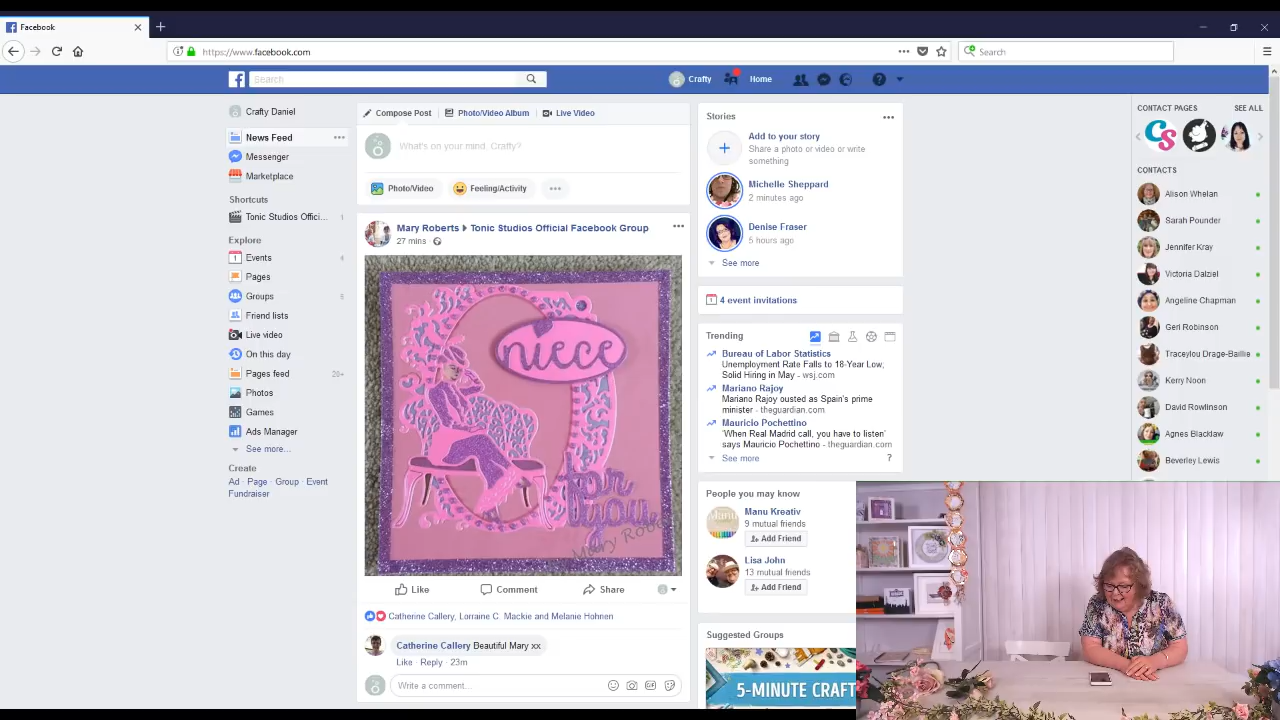 Facebook
https://www.facebook.com
Search
Search
Crafty
Home
Crafty Daniel
News Feed
Messenger
Marketplace
Shortcuts
Tonic Studios Offici... 1
Explore
Events 4
Pages
Groups
Friend lists
Live video
On this day
Pages feed 20+
Photos
Games
Ads Manager
See more...
Create
Ad · Page · Group · Event
Fundraiser
Compose Post
Photo/Video Album
Live Video
What's on your mind, Crafty?
Photo/Video
Feeling/Activity
Mary Roberts Tonic Studios Official Facebook Group
27 mins
niece
for
you
Like
Comment
Share
Catherine Callery, Lorraine C. Mackie and Melanie Hohnen
Catherine Callery Beautiful Mary xx
Like · Reply · 23m
Write a comment...
GIF
Stories
Add to your story
Share a photo or video or write
something
Michelle Sheppard
2 minutes ago
Denise Fraser
5 hours ago
See more
4 event invitations
Trending
Bureau of Labor Statistics
Unemployment Rate Falls to 18-Year Low,
Solid Hiring in May - wsj.com
Mariano Rajoy
Mariano Rajoy ousted as Spain's prime
minister - theguardian.com
Mauricio Pochettino
'When Real Madrid call, you have to listen'
says Mauricio Pochettino - theguardian.com
See more ?
People you may know
Manu Kreativ
9 mutual friends
Add Friend
Lisa John
13 mutual friends
Add Friend
Suggested Groups
5-MINUTE CRAFT
CONTACT PAGES SEE ALL
CS
CONTACTS
Alison Whelan
Sarah Pounder
Jennifer Kray
Victoria Dalziel
Angeline Chapman
Geri Robinson
Traceylou Drage-Baillie
Kerry Noon
David Rowlinson
Agnes Blacklaw
Beverley Lewis